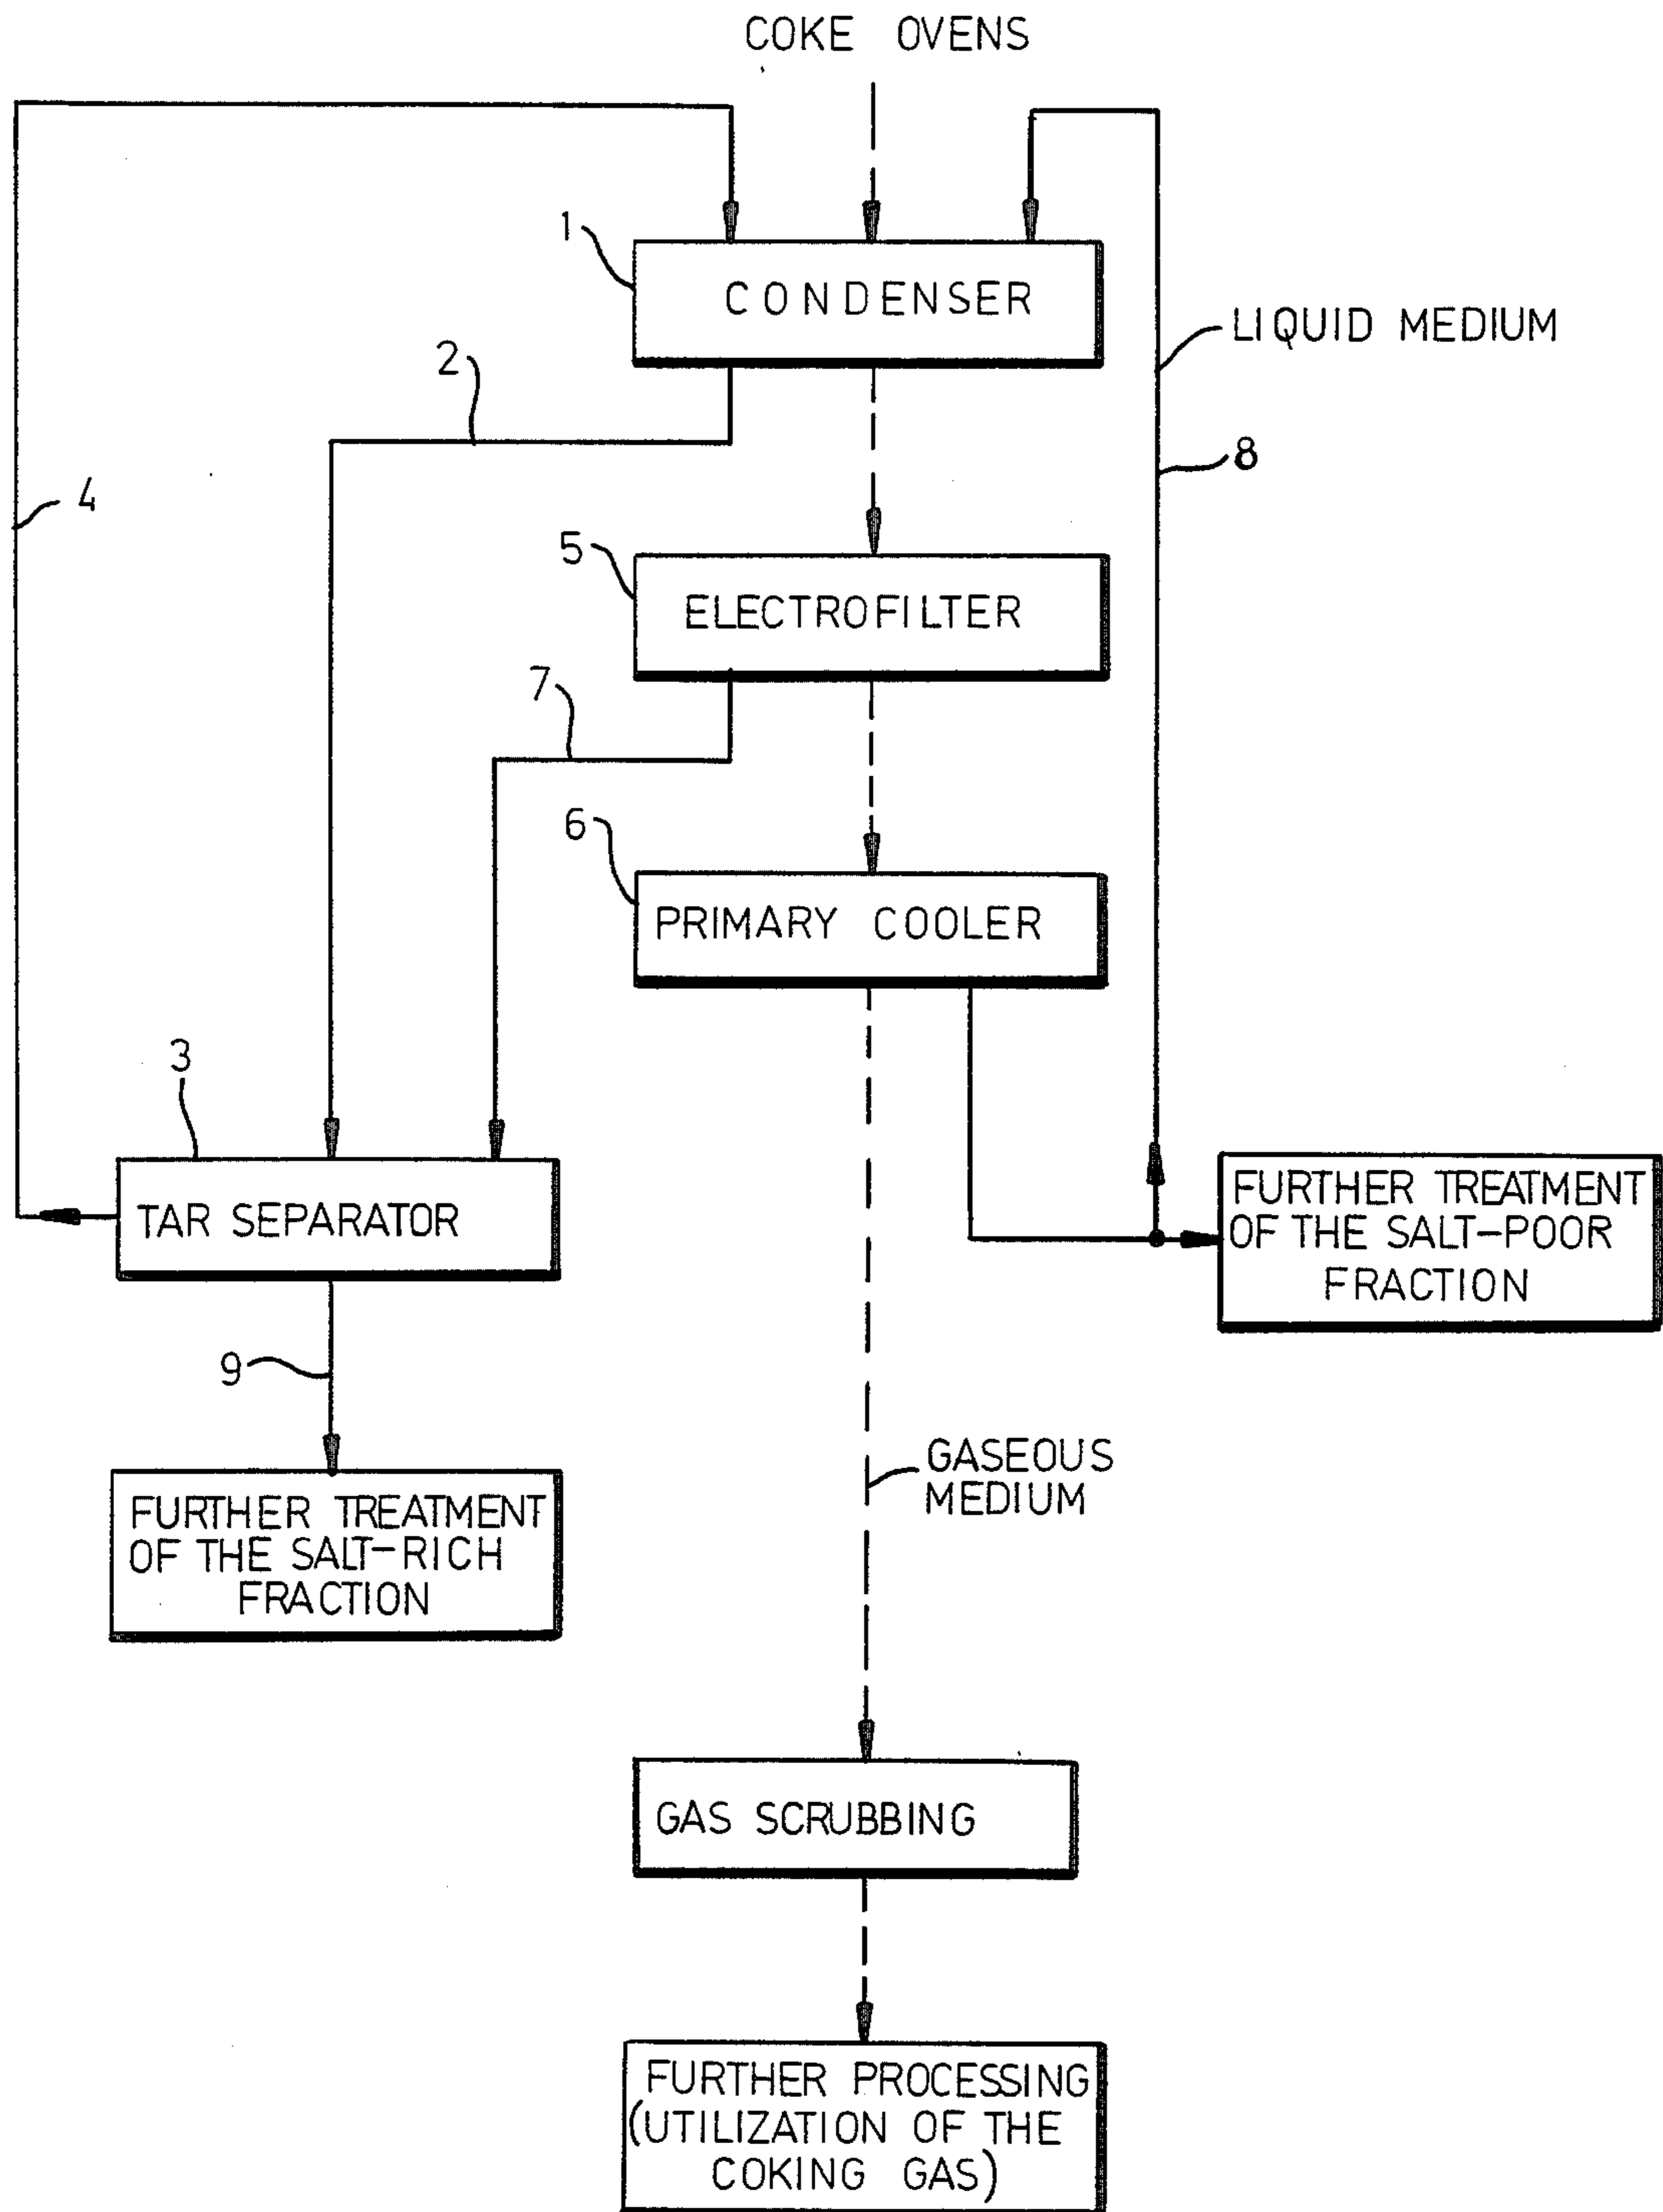 COKE OVENS
1
CONDENSER
LIQUID MEDIUM
2
8
4
5
ELECTROFILTER
7
6
PRIMARY COOLER
3
TAR SEPARATOR
FURTHER TREATMENT
OF THE SALT-POOR
FRACTION
9
GASEOUS
MEDIUM
FURTHER TREATMENT
OF THE SALT-RICH
FRACTION
GAS SCRUBBING
FURTHER PROCESSING
(UTILIZATION OF THE
COKING GAS)